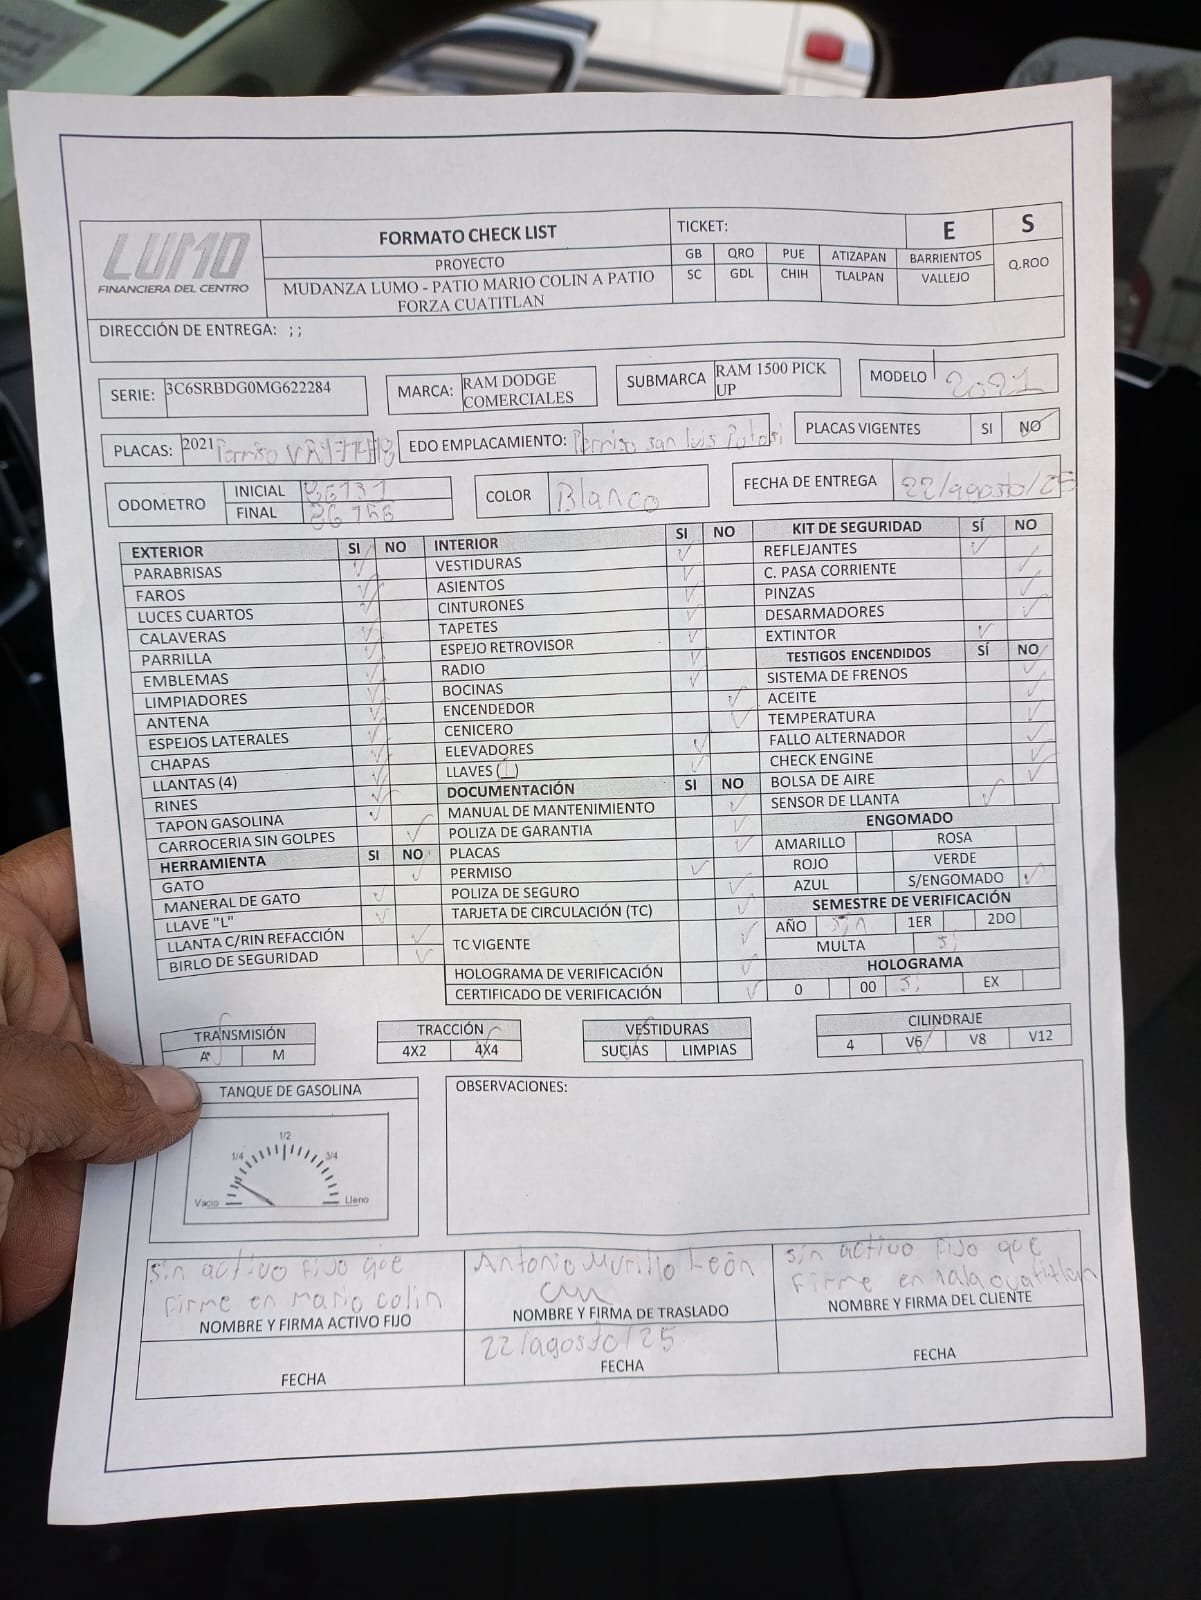 LUMO
FINANCIERA DEL CENTRO
FORMATO CHECK LIST
PROYECTO
MUDANZA LUMO - PATIO MARIO COLIN A PATIO
FORZA CUATITLAN
TICKET: E S
GB QRO PUE ATIZAPAN BARRIENTOS Q.ROO
SC GDL CHIH TLALPAN VALLEJO
DIRECCIÓN DE ENTREGA: ; ;
SERIE: 3C6SRBDG0MG622284
MARCA: RAM DODGE
COMERCIALES
SUBMARCA RAM 1500 PICK
UP
MODELO 2021
PLACAS: 2021 Permiso
EDO EMPLACAMIENTO: Permiso san luis Potosi
PLACAS VIGENTES SI NO ✓
ODOMETRO INICIAL
FINAL 36756
COLOR Blanco
FECHA DE ENTREGA 22/agosto/25
EXTERIOR SI NO
PARABRISAS ✓
FAROS ✓
LUCES CUARTOS ✓
CALAVERAS ✓
PARRILLA ✓
EMBLEMAS ✓
LIMPIADORES ✓
ANTENA ✓
ESPEJOS LATERALES ✓
CHAPAS ✓
LLANTAS (4) ✓
RINES ✓
TAPON GASOLINA ✓
CARROCERIA SIN GOLPES ✓
HERRAMIENTA SI NO
GATO ✓
MANERAL DE GATO ✓
LLAVE "L" ✓
LLANTA C/RIN REFACCIÓN ✓
BIRLO DE SEGURIDAD ✓
INTERIOR SI NO
VESTIDURAS ✓
ASIENTOS ✓
CINTURONES ✓
TAPETES ✓
ESPEJO RETROVISOR ✓
RADIO ✓
BOCINAS ✓
ENCENDEDOR ✓
CENICERO ✓
ELEVADORES ✓
LLAVES (1) ✓
DOCUMENTACIÓN SI NO
MANUAL DE MANTENIMIENTO ✓
POLIZA DE GARANTIA ✓
PLACAS ✓
PERMISO ✓
POLIZA DE SEGURO ✓
TARJETA DE CIRCULACIÓN (TC) ✓
TC VIGENTE ✓
HOLOGRAMA DE VERIFICACIÓN ✓
CERTIFICADO DE VERIFICACIÓN ✓
KIT DE SEGURIDAD SÍ NO
REFLEJANTES ✓
C. PASA CORRIENTE ✓
PINZAS ✓
DESARMADORES ✓
EXTINTOR ✓
TESTIGOS ENCENDIDOS SÍ NO
SISTEMA DE FRENOS ✓
ACEITE ✓
TEMPERATURA ✓
FALLO ALTERNADOR ✓
CHECK ENGINE ✓
BOLSA DE AIRE ✓
SENSOR DE LLANTA ✓
ENGOMADO
AMARILLO ROSA
ROJO VERDE
AZUL S/ENGOMADO ✓
SEMESTRE DE VERIFICACIÓN
AÑO sin 1ER 2DO
MULTA
HOLOGRAMA
0 00 EX
TRANSMISIÓN
A* M
TRACCIÓN
4X2 4X4
VESTIDURAS
SUCIAS LIMPIAS
CILINDRAJE
4 V6 V8 V12
TANQUE DE GASOLINA
1/2
1/4 3/4
Vacio Lleno
OBSERVACIONES:
sin activo fijo que
firme en mario colin
NOMBRE Y FIRMA ACTIVO FIJO
FECHA
Antonio Murillo León
NOMBRE Y FIRMA DE TRASLADO
22/agosto/25
FECHA
sin activo fijo que
firme en
NOMBRE Y FIRMA DEL CLIENTE
FECHA